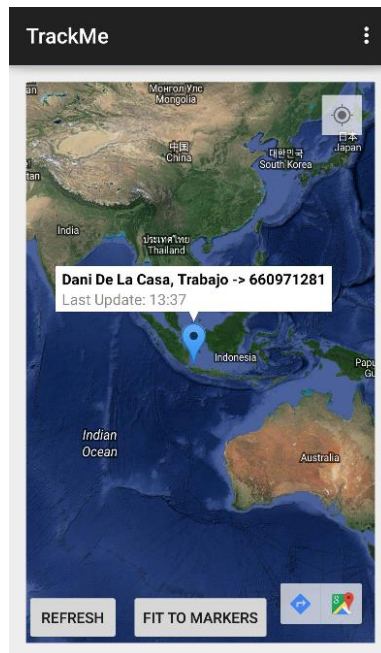 TrackMe
Монгол Улс
Mongolia
中国
China
대한민국
South Korea
日本
Japan
India
ประเทศไทย
Thailand
Dani De La Casa, Trabajo -> 660971281
Last Update: 13:37
Indonesia
Indian
Ocean
Australia
REFRESH
FIT TO MARKERS